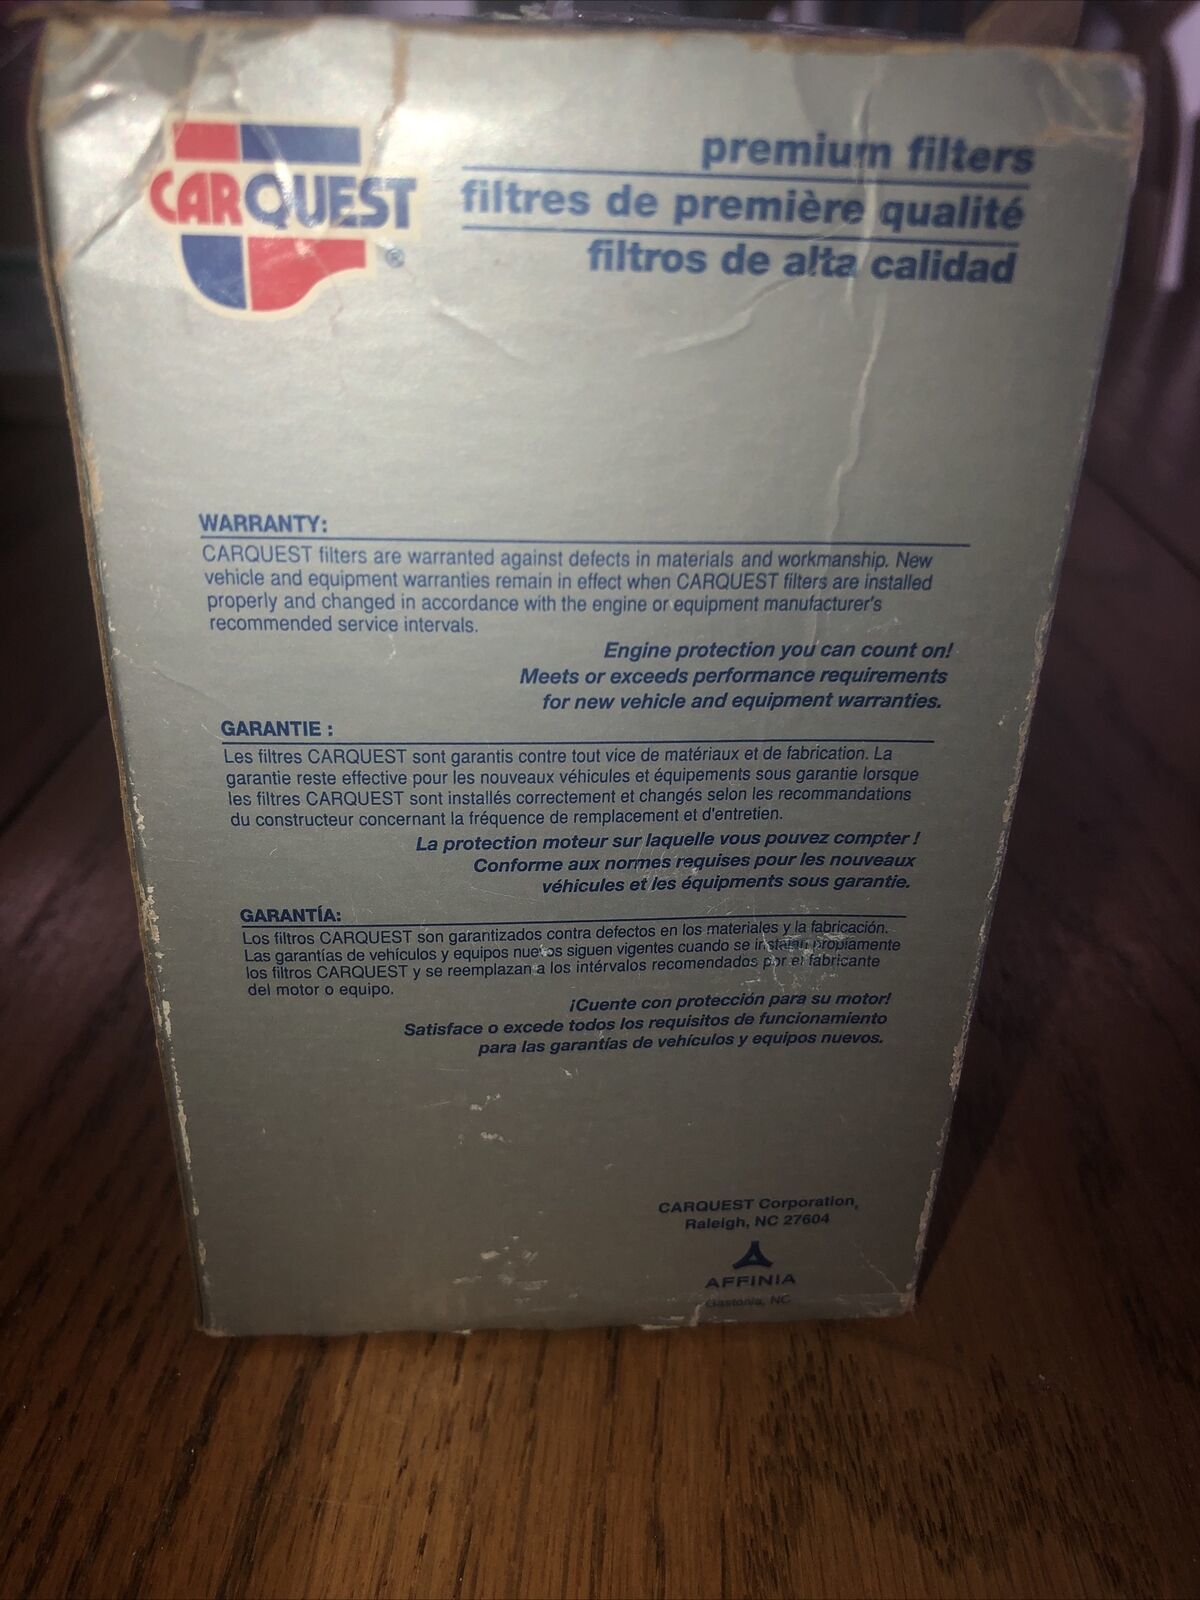 CARQUEST
®
premium filters
filtres de première qualité
filtros de alta calidad
WARRANTY:
CARQUEST filters are warranted against defects in materials and workmanship. New
vehicle and equipment warranties remain in effect when CARQUEST filters are installed
properly and changed in accordance with the engine or equipment manufacturer's
recommended service intervals.
Engine protection you can count on!
Meets or exceeds performance requirements
for new vehicle and equipment warranties.
GARANTIE :
Les filtres CARQUEST sont garantis contre tout vice de matériaux et de fabrication. La
garantie reste effective pour les nouveaux véhicules et équipements sous garantie lorsque
les filtres CARQUEST sont installés correctement et changés selon les recommandations
du constructeur concernant la fréquence de remplacement et d'entretien.
La protection moteur sur laquelle vous pouvez compter !
Conforme aux normes requises pour les nouveaux
véhicules et les équipments sous garantie.
GARANTÍA:
Los filtros CARQUEST son garantizados contra defectos en los materiales y la fabricación.
Las garantías de vehículos y equipos nuevos siguen vigentes cuando se instalan propiamente
los filtros CARQUEST y se reemplazan a los intérvalos recomendados por el fabricante
del motor o equipo.
¡Cuente con protección para su motor!
Satisface o excede todos los requisitos de funcionamiento
para las garantías de vehículos y equipos nuevos.
CARQUEST Corporation,
Raleigh, NC 27604
AFFINIA
Gastonia, NC